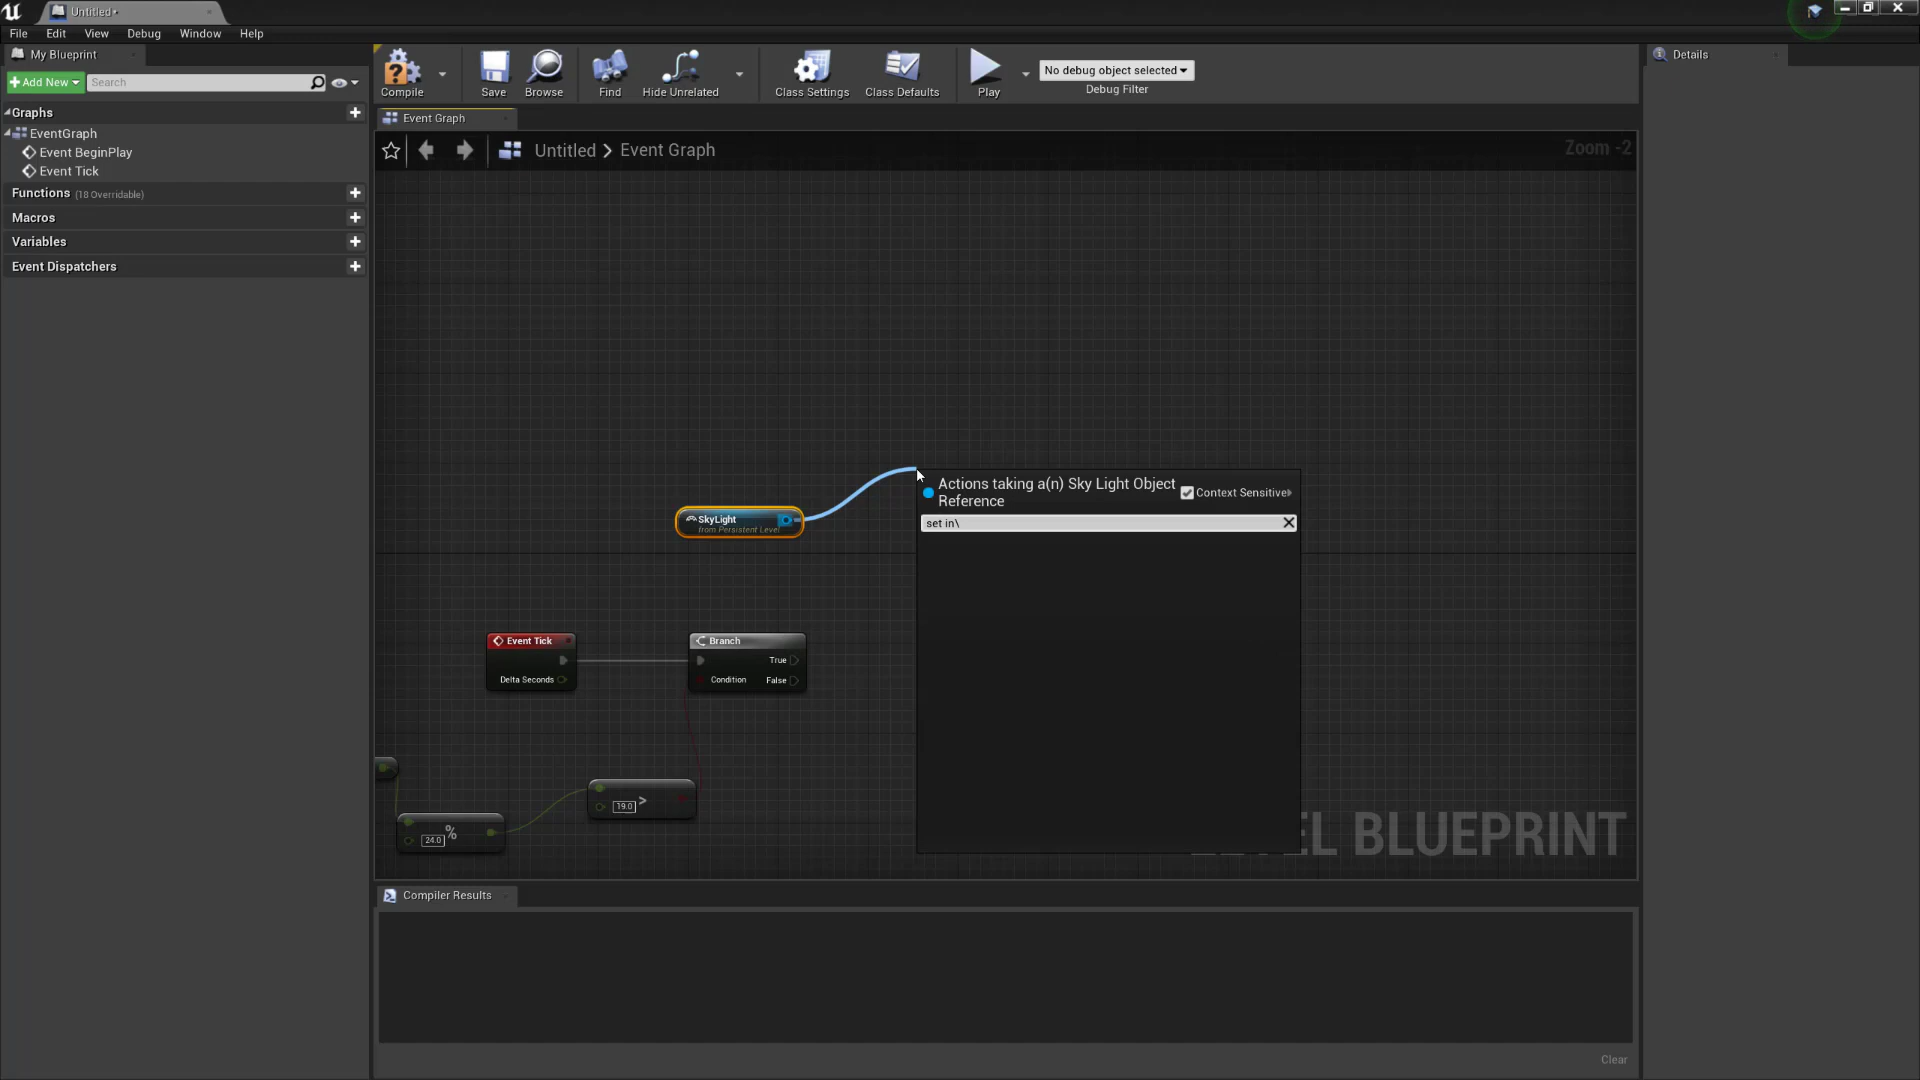 Untitled•
File Edit View Debug Window Help
My Blueprint
Add New
Search
Compile
Save
Browse
Find
Hide Unrelated
Class Settings
Class Defaults
Play
No debug object selected
Debug Filter
Details
Graphs
EventGraph
Event BeginPlay
Event Tick
Functions (18 Overridable)
Macros
Variables
Event Dispatchers
Event Graph
Untitled > Event Graph
Zoom -2
Actions taking a(n) Sky Light Object
Reference
Context Sensitive
set in\
SkyLight
from Persistent Level
Event Tick
Delta Seconds
Branch
True
Condition
False
19.0 >
24.0 %
BLUEPRINT
Compiler Results
Clear